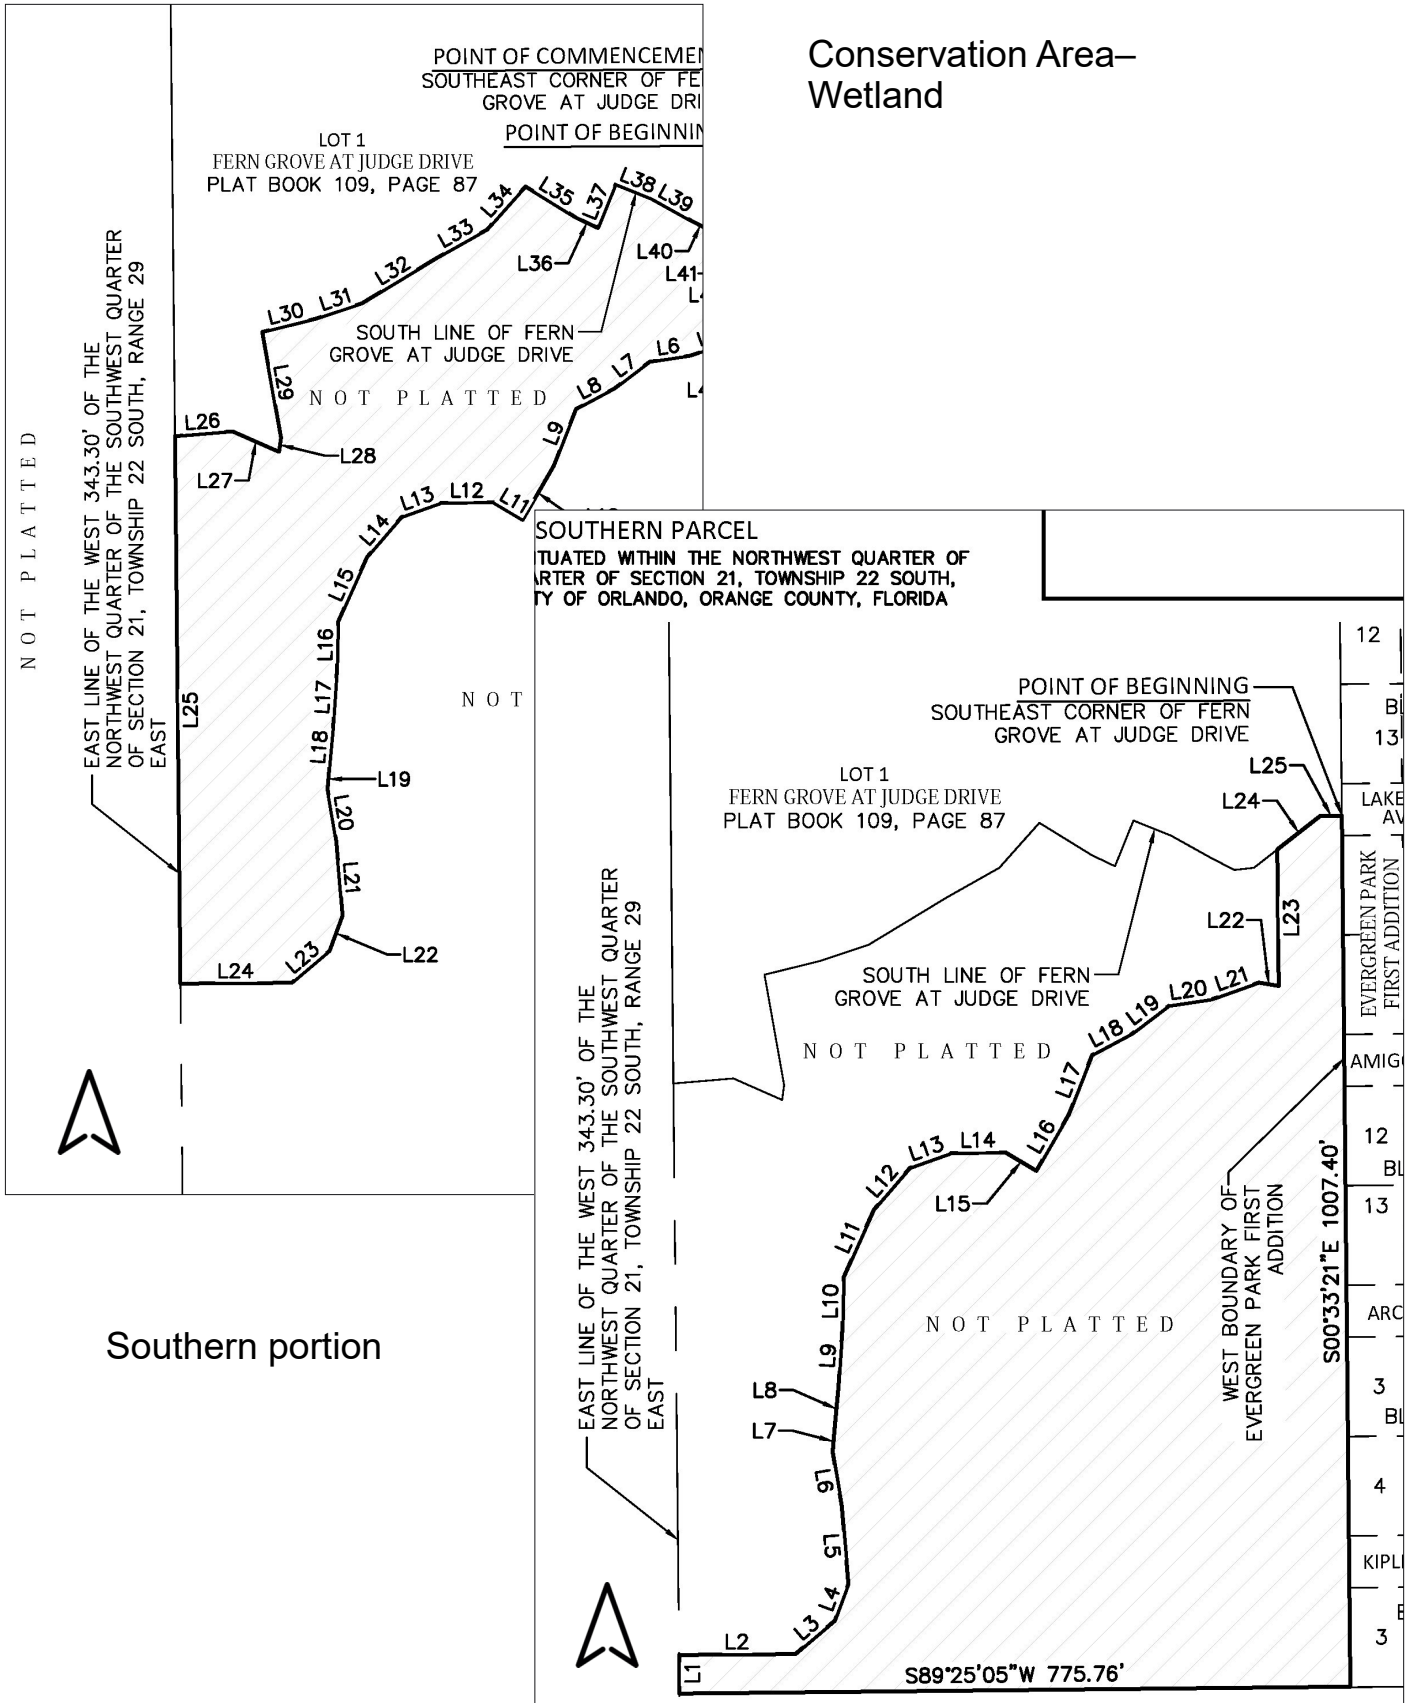 Conservation Area–
Wetland
POINT OF COMMENCEMEN
SOUTHEAST CORNER OF FE
GROVE AT JUDGE DRI
POINT OF BEGINNIN
LOT 1
FERN GROVE AT JUDGE DRIVE
PLAT BOOK 109, PAGE 87
L34
L35
L37
L38
L39
L33
L36
L40
L41
L32
L30
L31
SOUTH LINE OF FERN
GROVE AT JUDGE DRIVE
L6
L7
L8
L29
NOT PLATTED
L26
L9
L27
L28
NOT PLATTED
EAST LINE OF THE WEST 343.30' OF THE
NORTHWEST QUARTER OF THE SOUTHWEST QUARTER
OF SECTION 21, TOWNSHIP 22 SOUTH, RANGE 29
EAST
L13
L12
L11
L14
L15
L16
L17
NOT
L25
L18
L19
L20
L21
L22
L23
L24
Southern portion
SOUTHERN PARCEL
TUATED WITHIN THE NORTHWEST QUARTER OF
RTER OF SECTION 21, TOWNSHIP 22 SOUTH,
TY OF ORLANDO, ORANGE COUNTY, FLORIDA
12
POINT OF BEGINNING
SOUTHEAST CORNER OF FERN
GROVE AT JUDGE DRIVE
BL
13
L25
LOT 1
FERN GROVE AT JUDGE DRIVE
PLAT BOOK 109, PAGE 87
L24
LAKE
AV
EVERGREEN PARK
FIRST ADDITION
L23
L22
SOUTH LINE OF FERN
GROVE AT JUDGE DRIVE
L21
L20
L19
L18
NOT PLATTED
AMIG
L17
EAST LINE OF THE WEST 343.30' OF THE
NORTHWEST QUARTER OF THE SOUTHWEST QUARTER
OF SECTION 21, TOWNSHIP 22 SOUTH, RANGE 29
EAST
L16
L15
L14
L13
L12
L11
12
BL
13
WEST BOUNDARY OF
EVERGREEN PARK FIRST
ADDITION
S00°33'21"E 1007.40'
L10
NOT PLATTED
ARC
L9
L8
L7
3
BL
L6
4
L5
KIPLI
L4
L3
L2
3
L1
S89°25'05"W 775.76'